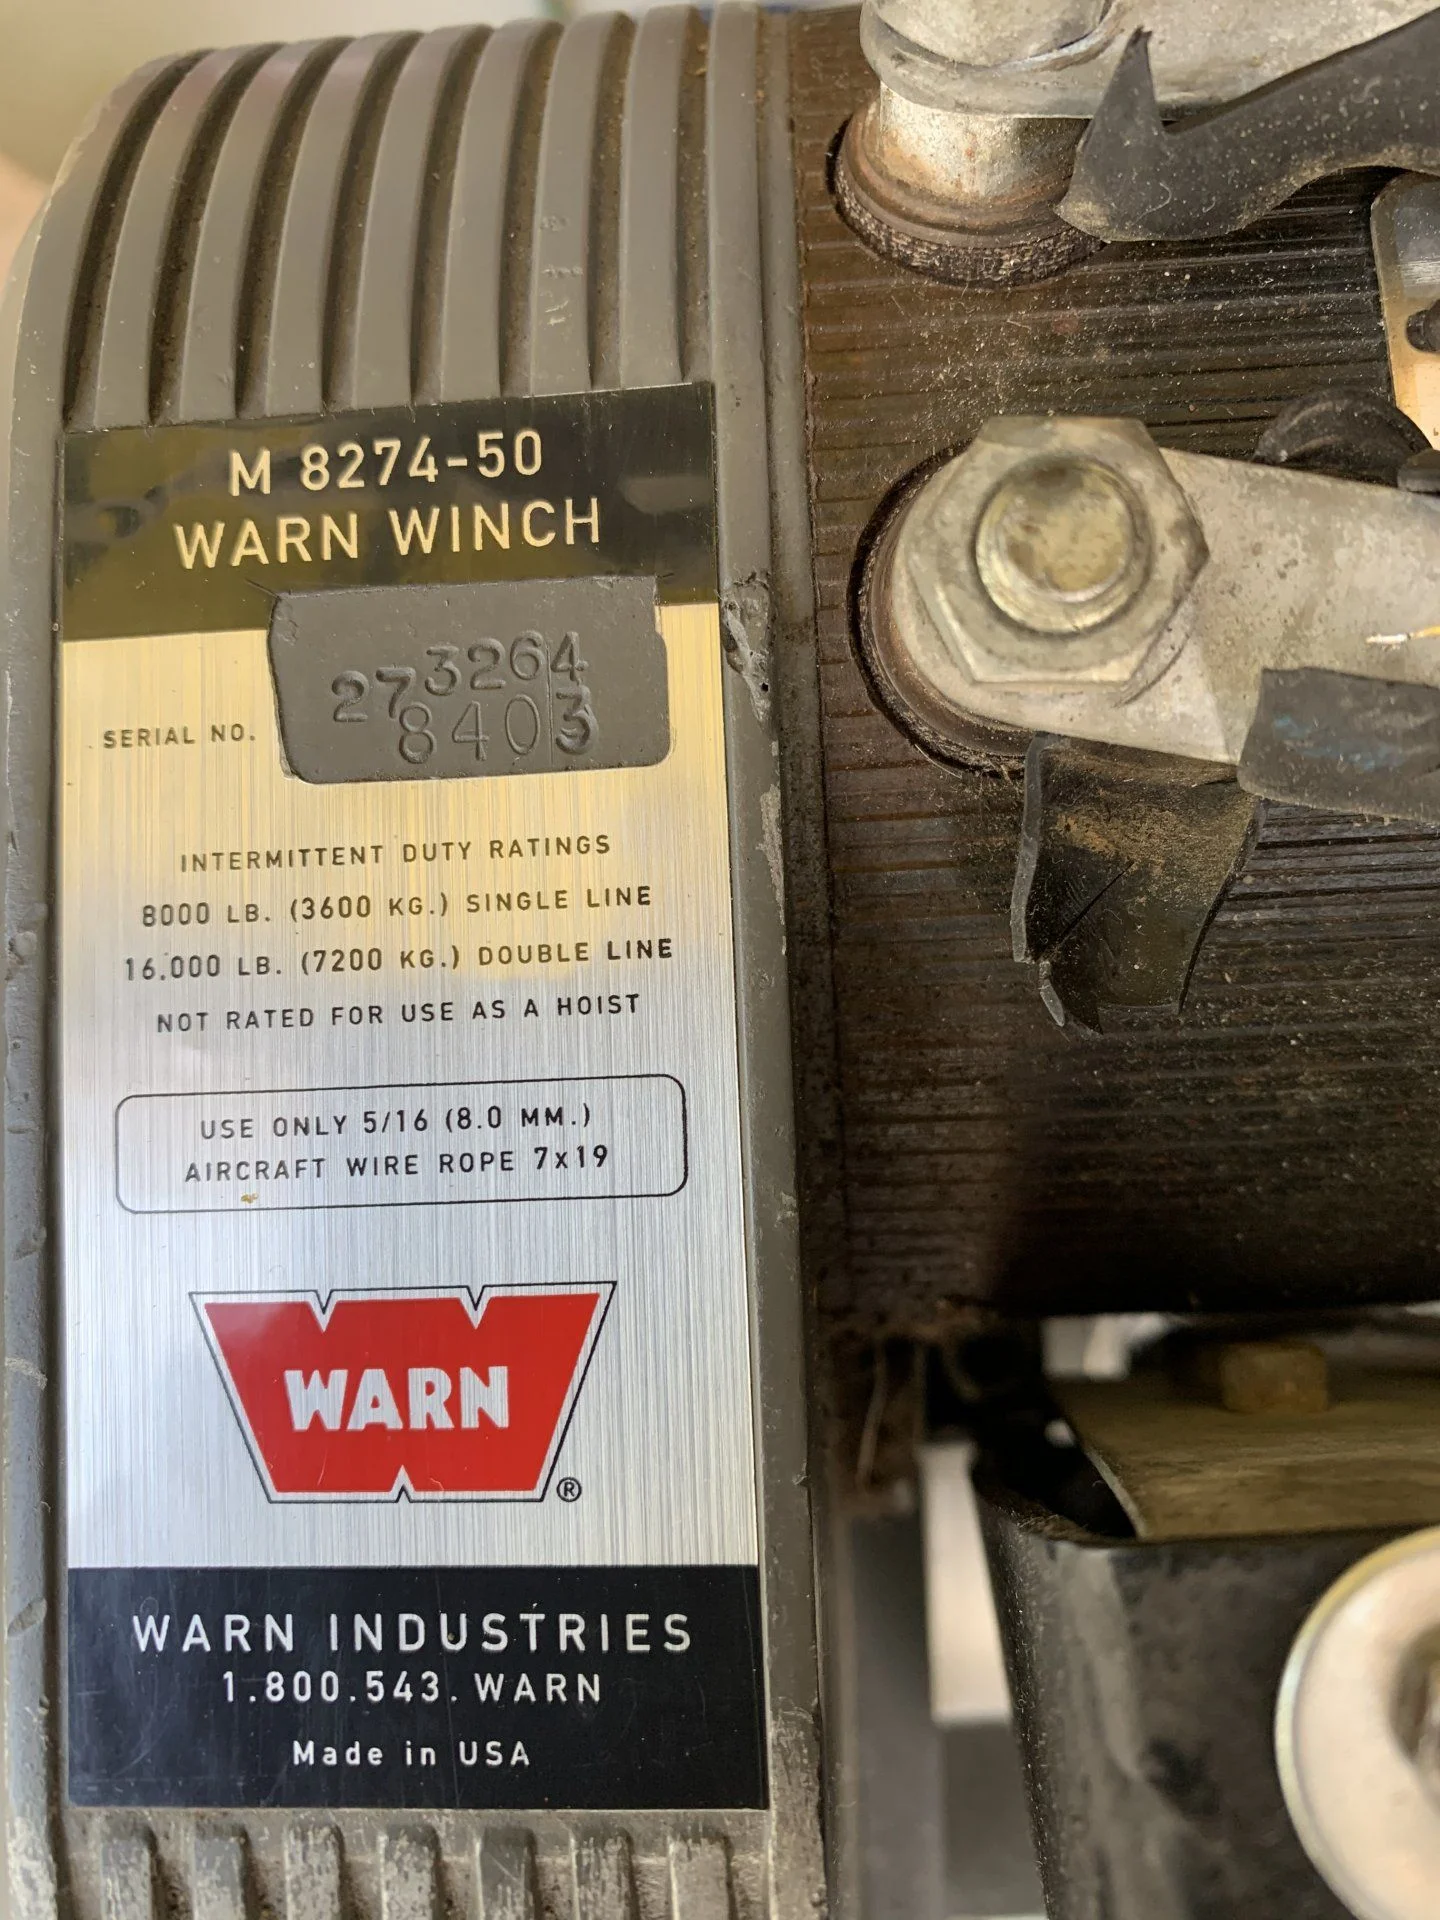 M 8274-50
WARN WINCH
273264
8403
SERIAL NO.
INTERMITTENT DUTY RATINGS
8000 LB. (3600 KG.) SINGLE LINE
16.000 LB. (7200 KG.) DOUBLE LINE
NOT RATED FOR USE AS A HOIST
USE ONLY 5/16 (8.0 MM.)
AIRCRAFT WIRE ROPE 7x19
WARN
®
WARN INDUSTRIES
1.800.543.WARN
Made in USA